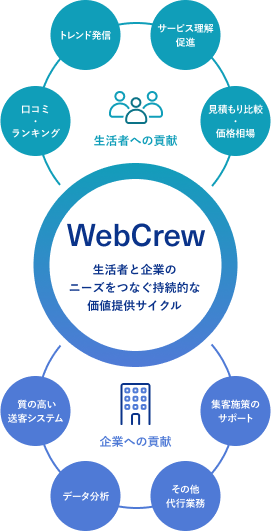 トレンド発信
サービス理解
促進
口コミ
・
ランキング
見積もり比較
・
価格相場
生活者への貢献
WebCrew
生活者と企業の
ニーズをつなぐ持続的な
価値提供サイクル
質の高い
送客システム
集客施策の
サポート
企業への貢献
データ分析
その他
代行業務